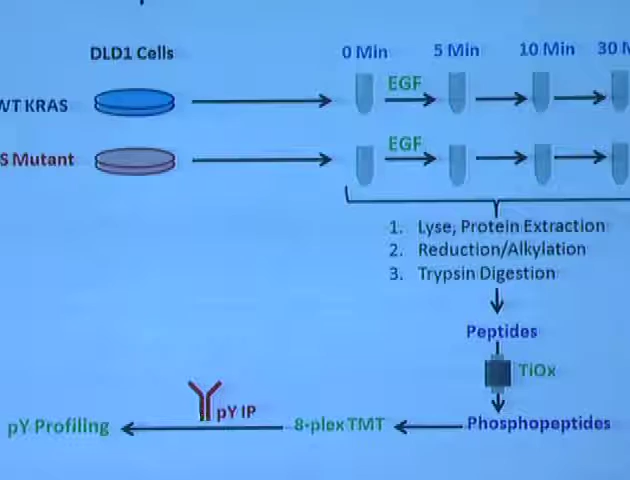 DLD1 Cells
0 Min 5 Min 10 Min 30 M
WT KRAS
EGF
S Mutant
EGF
1. Lyse, Protein Extraction
2. Reduction/Alkylation
3. Trypsin Digestion
Peptides
TiOx
pY IP
pY Profiling
8-plex TMT
Phosphopeptides